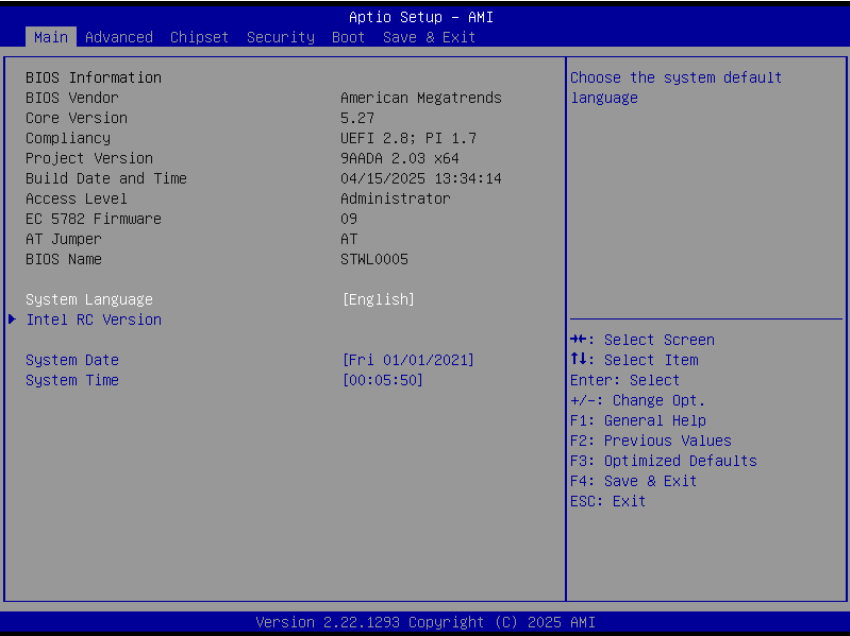 Aptio Setup – AMI
Main Advanced Chipset Security Boot Save & Exit
BIOS Information
BIOS Vendor American Megatrends
Core Version 5.27
Compliancy UEFI 2.8; PI 1.7
Project Version 9AADA 2.03 x64
Build Date and Time 04/15/2025 13:34:14
Access Level Administrator
EC 5782 Firmware 09
AT Jumper AT
BIOS Name STWL0005
System Language [English]
Intel RC Version
System Date [Fri 01/01/2021]
System Time [00:05:50]
Choose the system default
language
→←: Select Screen
↑↓: Select Item
Enter: Select
+/-: Change Opt.
F1: General Help
F2: Previous Values
F3: Optimized Defaults
F4: Save & Exit
ESC: Exit
Version 2.22.1293 Copyright (C) 2025 AMI